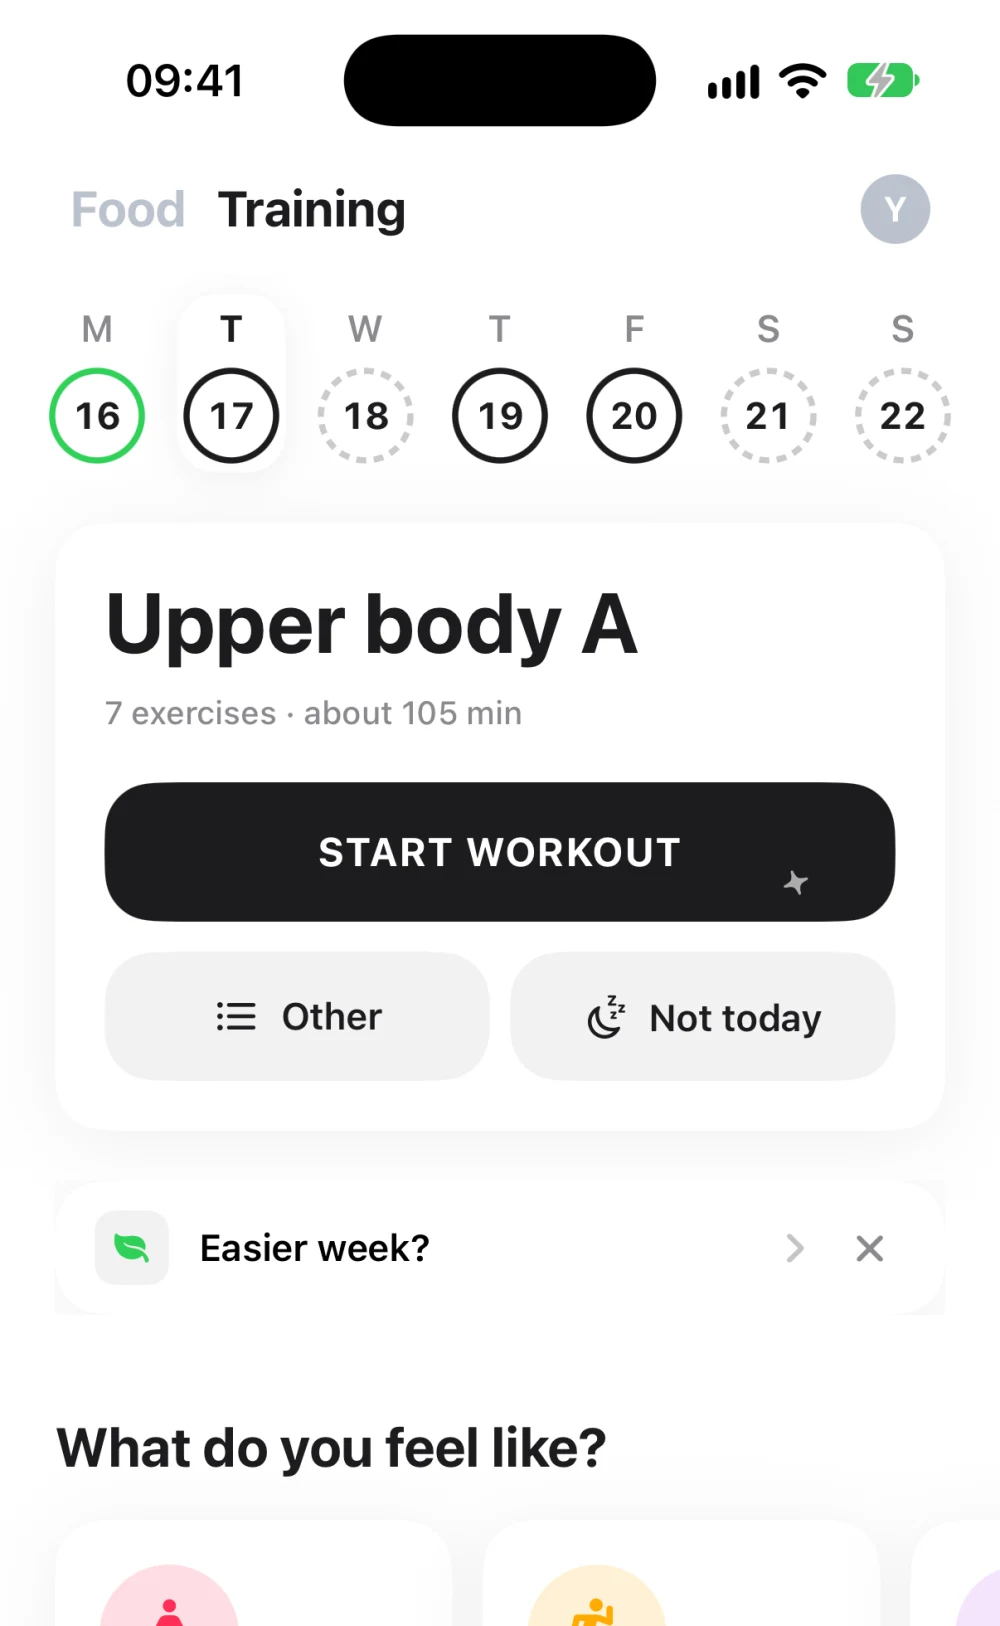 09:41
Food Training Y
M T W T F S S
16 17 18 19 20 21 22
Upper body A
7 exercises · about 105 min
START WORKOUT
Other
Not today
Easier week?
What do you feel like?